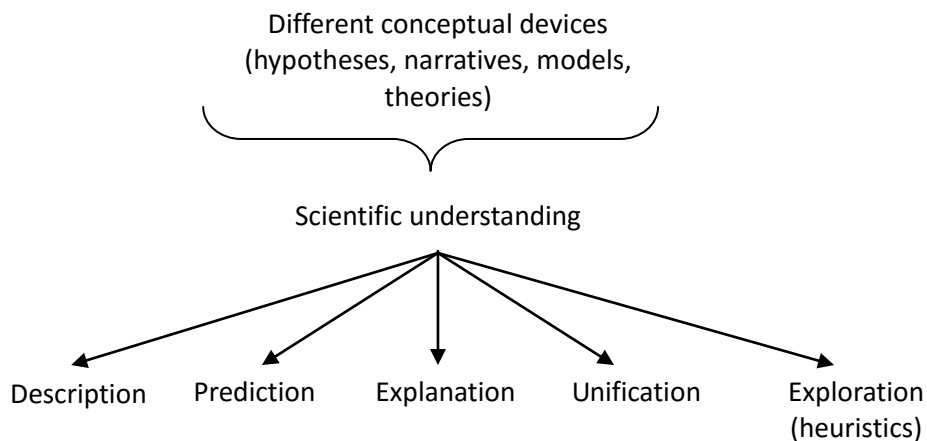 Different conceptual devices
(hypotheses, narratives, models,
theories)
Scientific understanding
Description
Prediction
Explanation
Unification
Exploration
(heuristics)